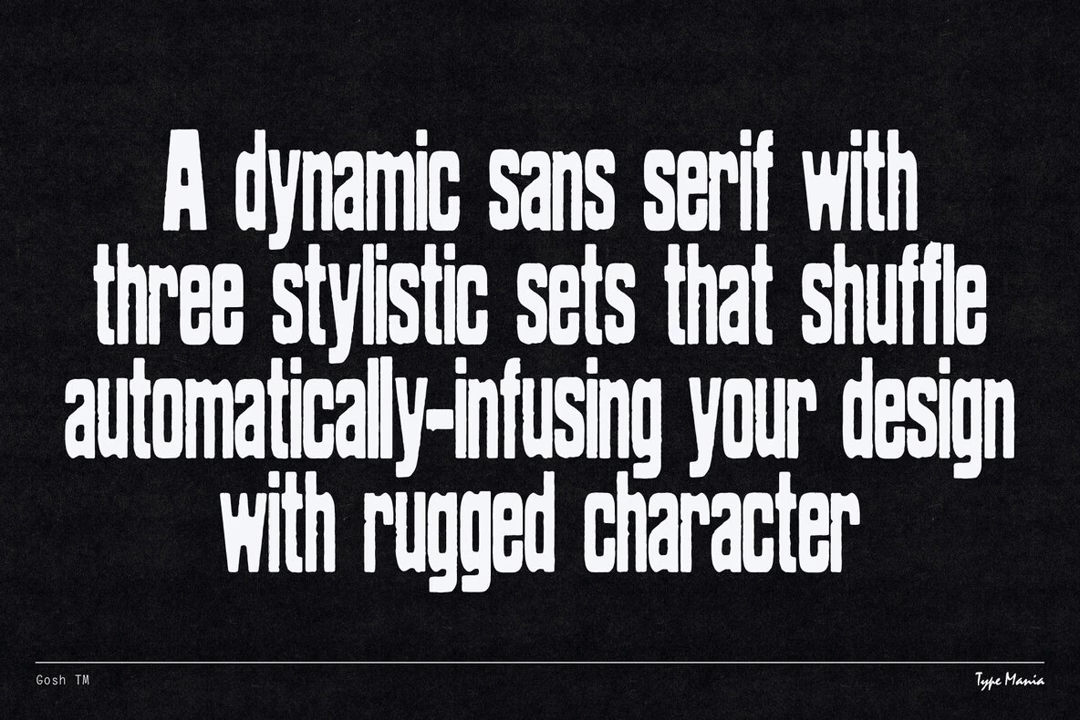 A dynamic sans serif with
three stylistic sets that shuffle
automatically-infusing your design
with rugged character
Gosh TM
Type Mania